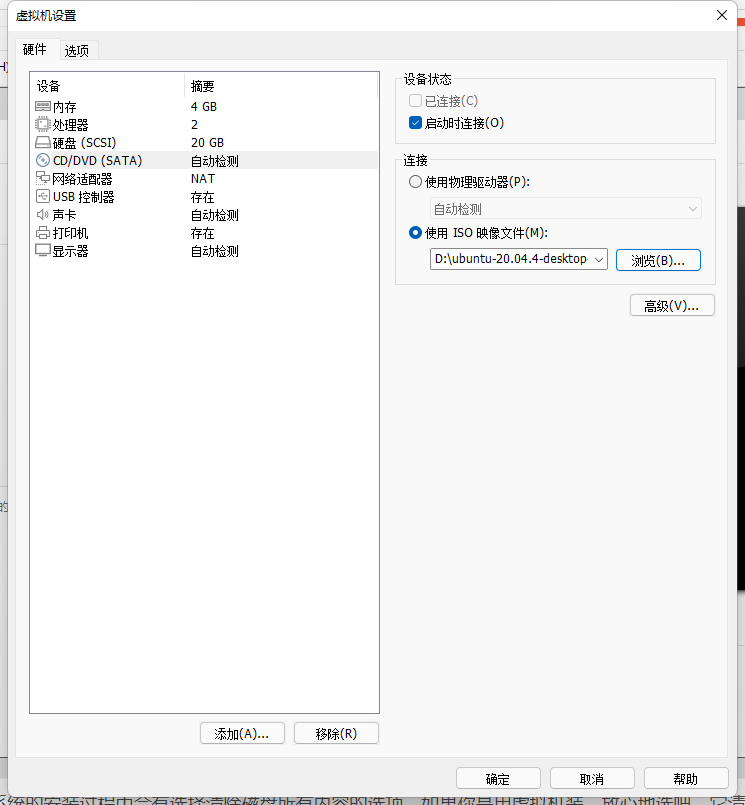 虚拟机设置
硬件 选项
设备 摘要
内存 4 GB
处理器 2
硬盘 (SCSI) 20 GB
CD/DVD (SATA) 自动检测
网络适配器 NAT
USB 控制器 存在
声卡 自动检测
打印机 存在
显示器 自动检测
添加(A)... 移除(R)
设备状态
已连接(C)
启动时连接(O)
连接
使用物理驱动器(P):
自动检测
使用 ISO 映像文件(M):
D:\ubuntu-20.04.4-desktop- 浏览(B)...
高级(V)...
确定 取消 帮助
系统的安装过程中会有选择清除磁盘所有内容的选项，如果你是用虚拟机装，放心地选吧，它清